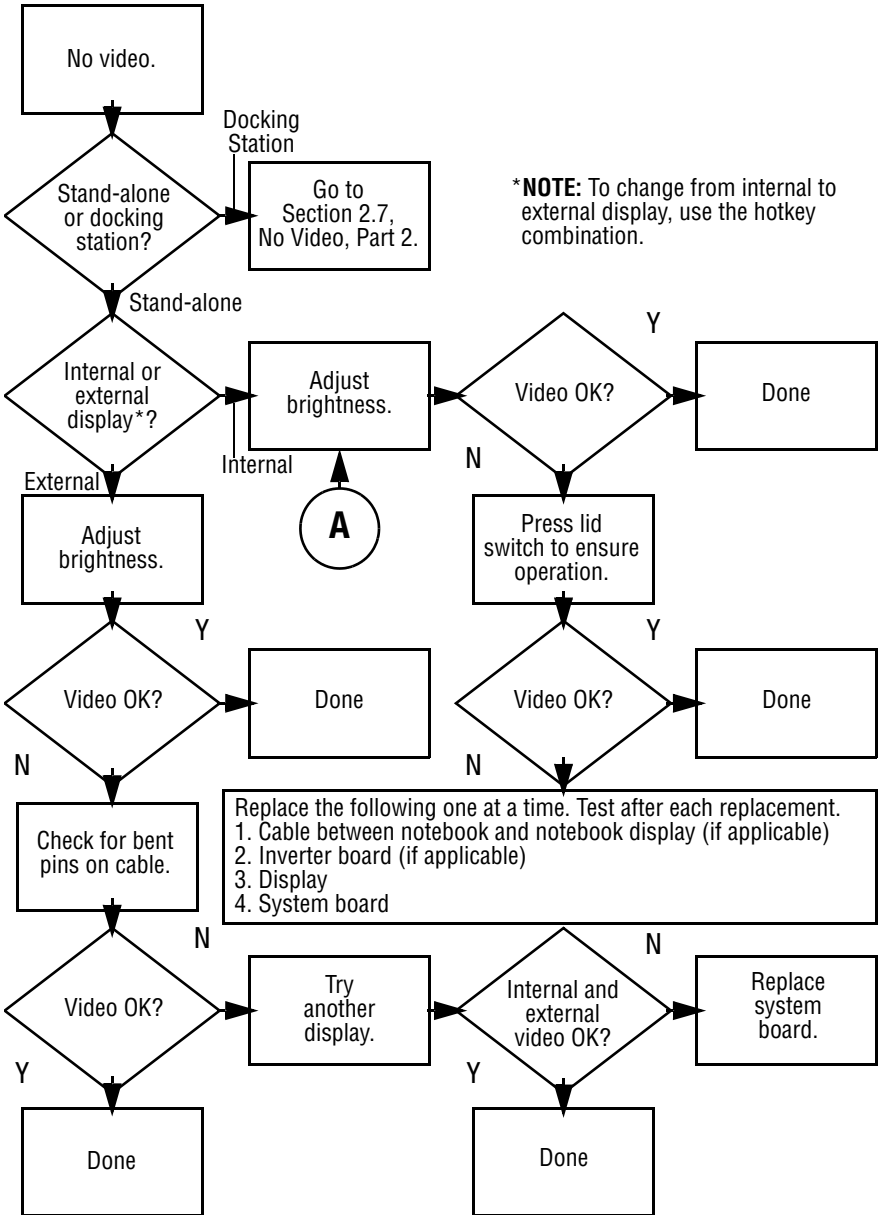 No video.
Docking
Station
Stand-alone
or docking
station?
Go to
Section 2.7,
No Video, Part 2.
*NOTE: To change from internal to
external display, use the hotkey
combination.
Stand-alone
Internal or
external
display*?
Internal
Adjust
brightness.
Video OK?
Y
Done
N
A
External
Adjust
brightness.
Press lid
switch to ensure
operation.
Video OK?
Y
Done
N
Video OK?
Y
Done
N
Check for bent
pins on cable.
Replace the following one at a time. Test after each replacement.
1. Cable between notebook and notebook display (if applicable)
2. Inverter board (if applicable)
3. Display
4. System board
Video OK?
N
Try
another
display.
Internal and
external
video OK?
N
Replace
system
board.
Y
Done
Y
Done